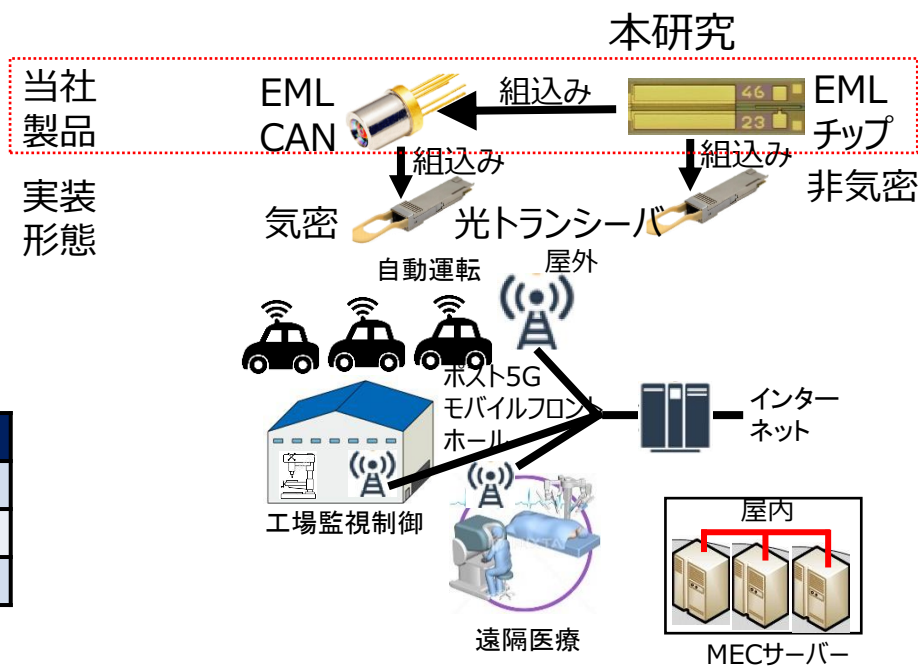 本研究
当社
製品
EML
CAN
組込み
46
23
EML
チップ
組込み
組込み
実装
形態
気密
光トランシーバ
非気密
自動運転
屋外
ポスト5G
モバイルフロント
ホール
インター
ネット
工場監視制御
屋内
遠隔医療
MECサーバー